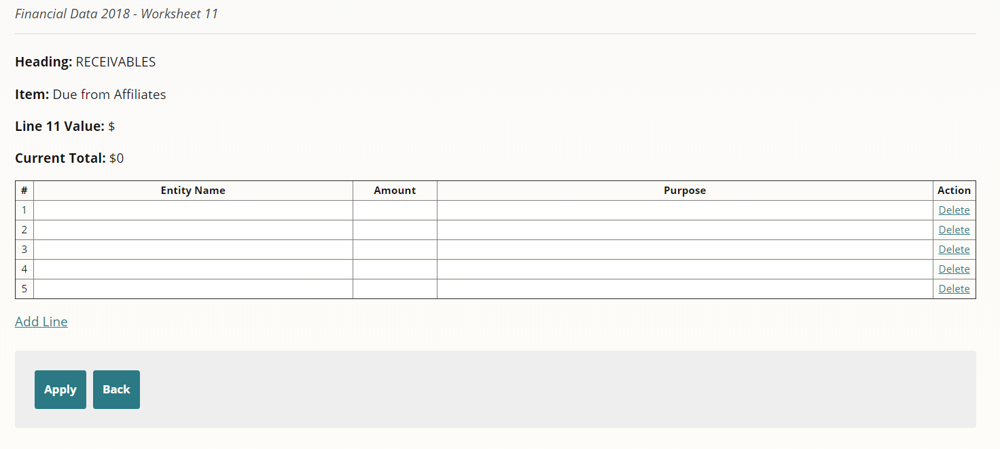 Financial Data 2018 - Worksheet 11
Heading: RECEIVABLES
Item: Due from Affiliates
Line 11 Value: $
Current Total: $0
# Entity Name Amount Purpose Action
1 Delete
2 Delete
3 Delete
4 Delete
5 Delete
Add Line
Apply Back